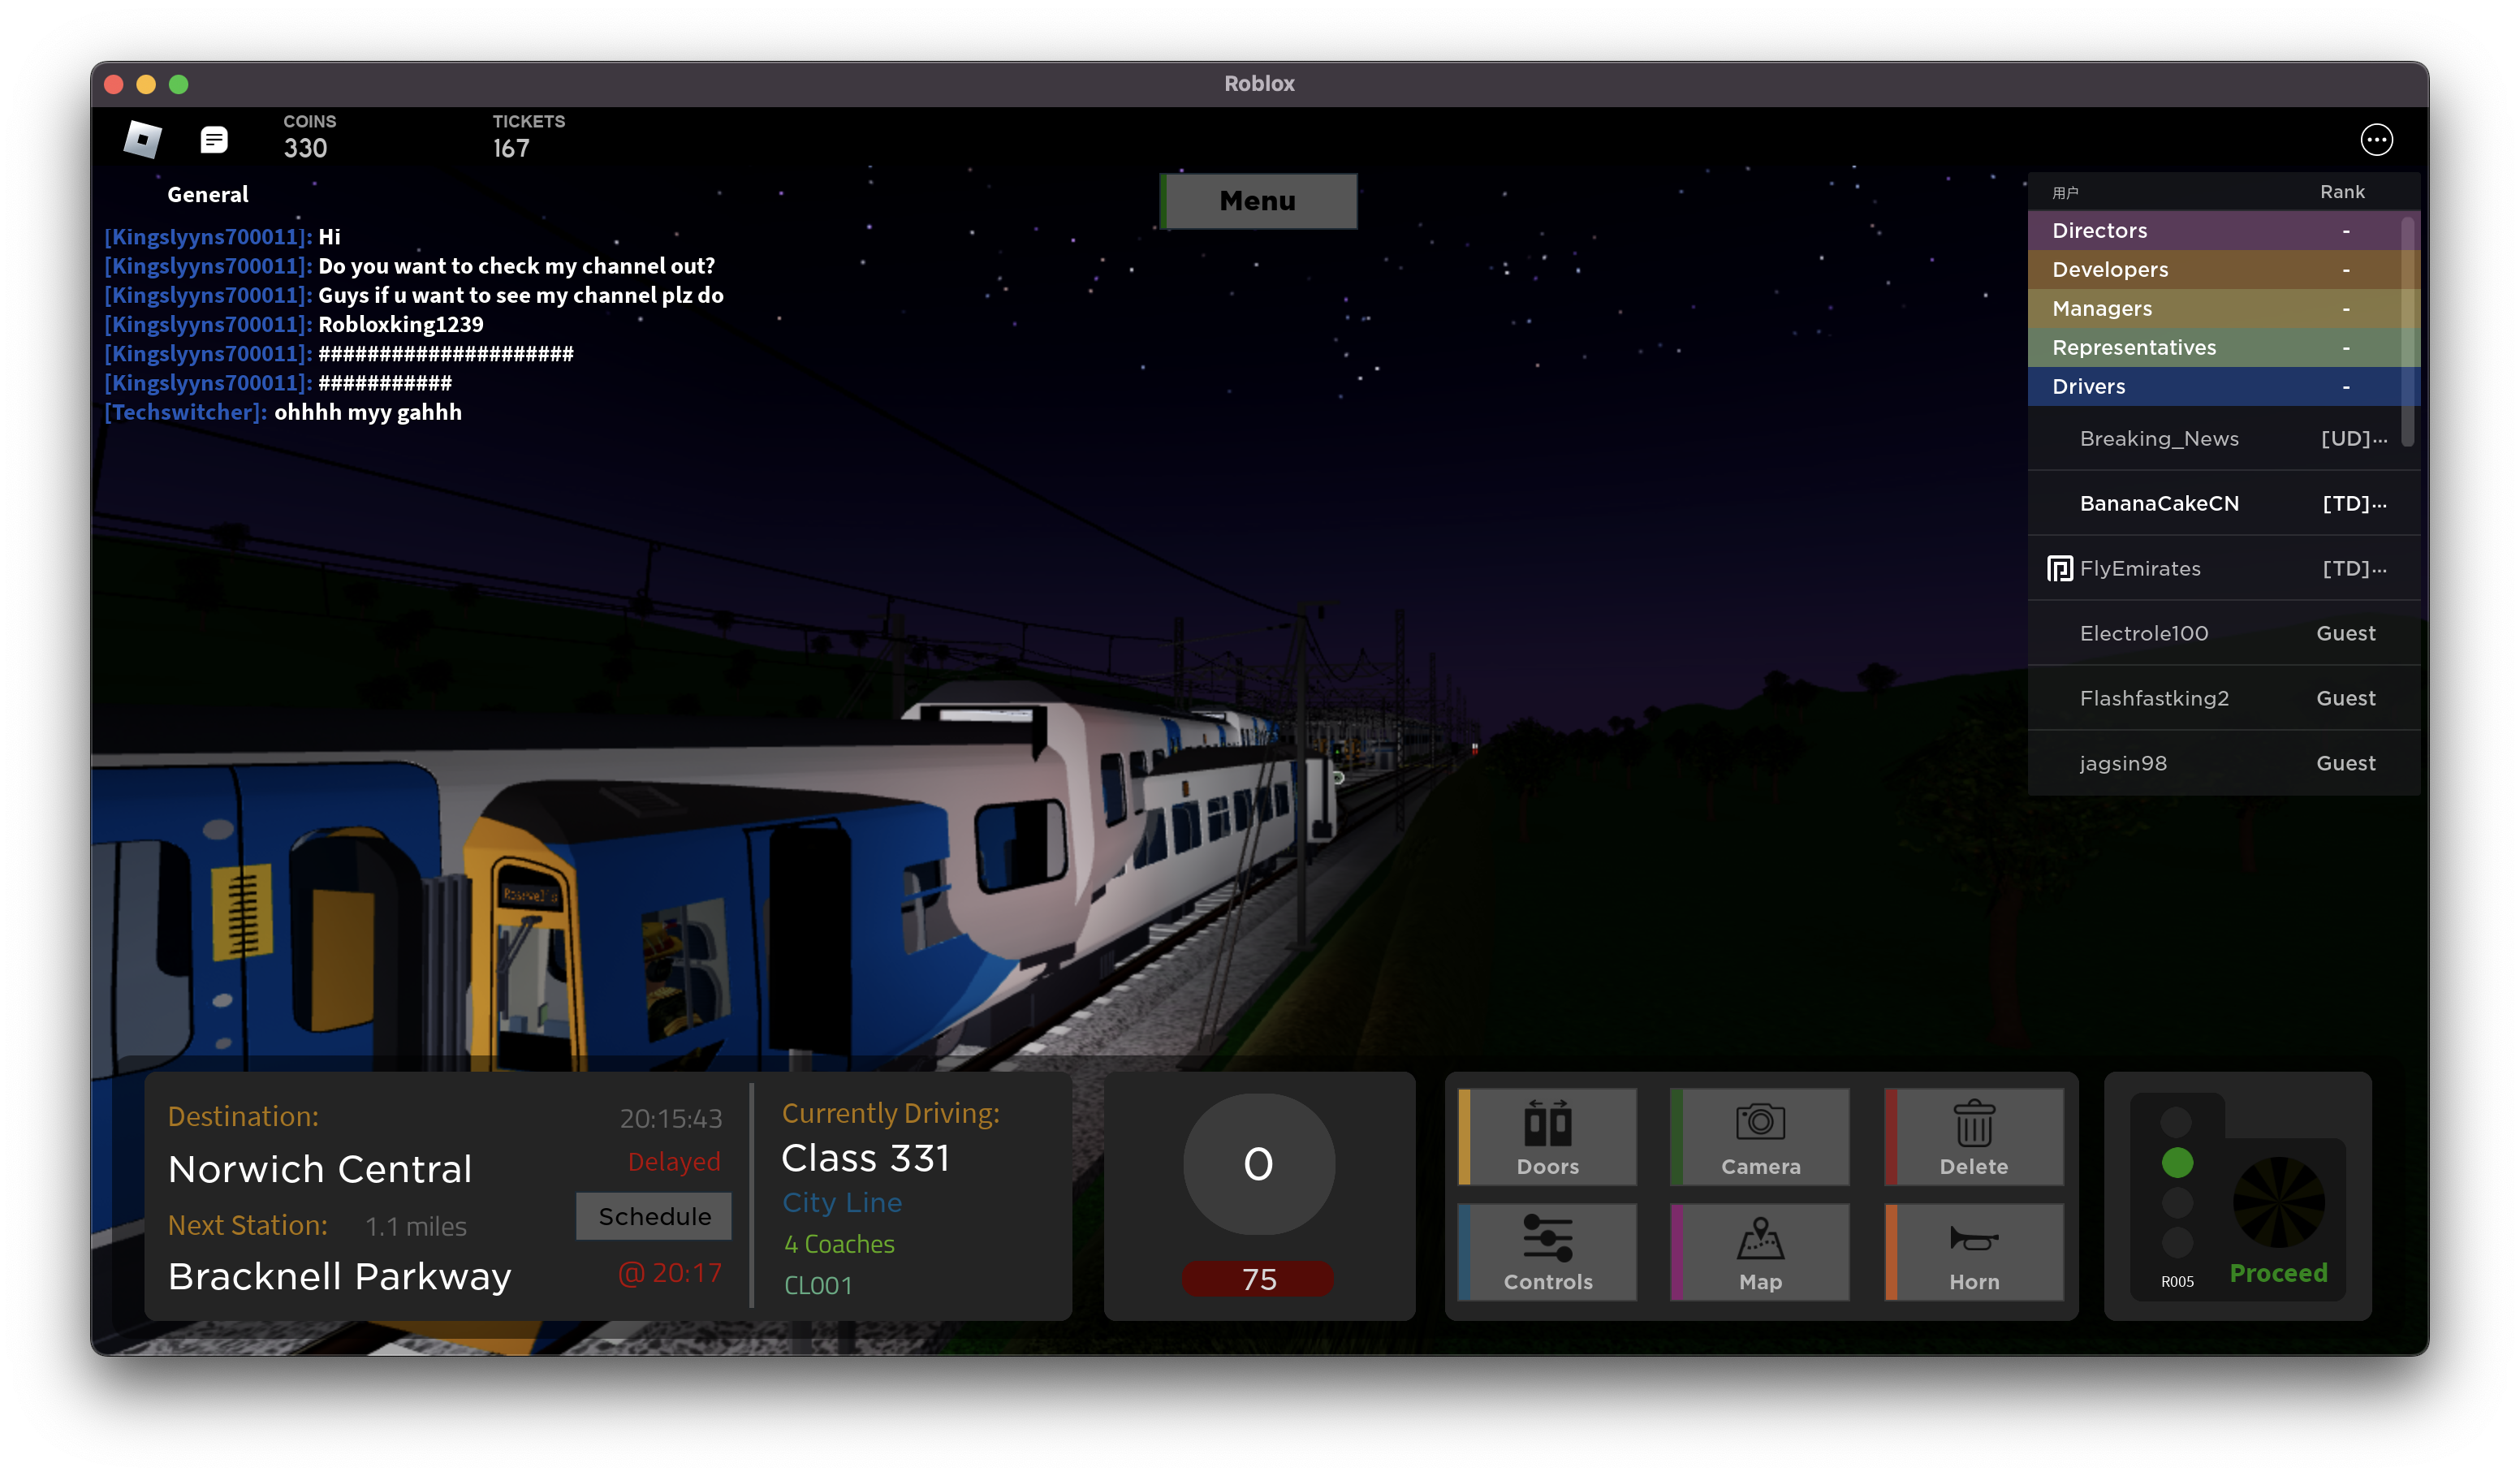 Roblox
COINS
330
TICKETS
167
Menu
General
[Kingslyyns700011]: Hi
[Kingslyyns700011]: Do you want to check my channel out?
[Kingslyyns700011]: Guys if u want to see my channel plz do
[Kingslyyns700011]: Robloxking1239
[Kingslyyns700011]: #####################
[Kingslyyns700011]: ###########
[Techswitcher]: ohhhh myy gahhh
用户 Rank
Directors -
Developers -
Managers -
Representatives -
Drivers -
Breaking_News [UD]...
BananaCakeCN [TD]...
FlyEmirates [TD]...
Electrole100 Guest
Flashfastking2 Guest
jagsin98 Guest
Destination: 20:15:43
Norwich Central Delayed
Schedule
Next Station: 1.1 miles
Bracknell Parkway @ 20:17
Currently Driving:
Class 331
City Line
4 Coaches
CL001
0
75
Doors
Camera
Delete
Controls
Map
Horn
R005
Proceed